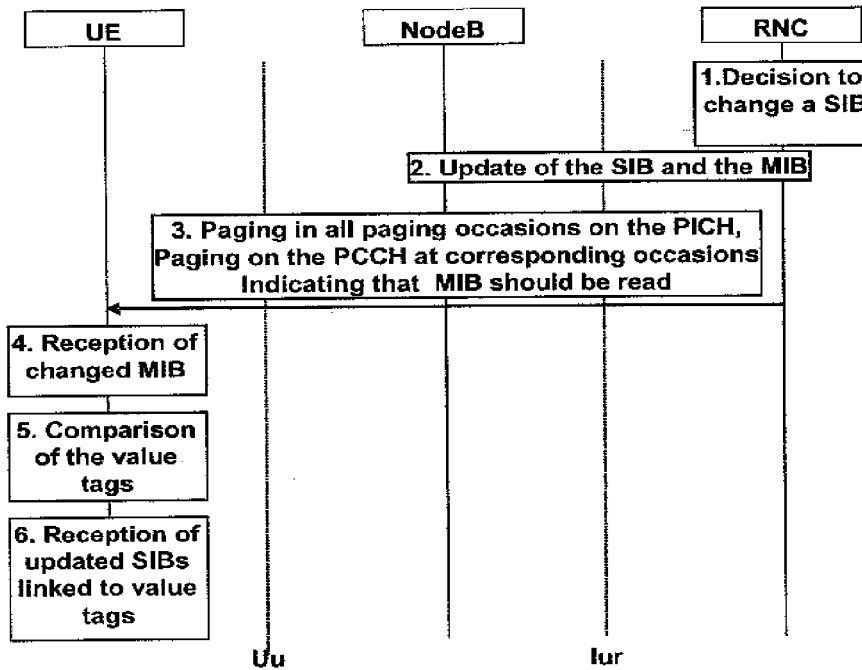 UE
NodeB
RNC
1.Decision to
change a SIB
2. Update of the SIB and the MIB
3. Paging in all paging occasions on the PICH,
Paging on the PCCH at corresponding occasions
Indicating that MIB should be read
4. Reception of
changed MIB
5. Comparison
of the value
tags
6. Reception of
updated SIBs
linked to value
tags
Uu
Iur